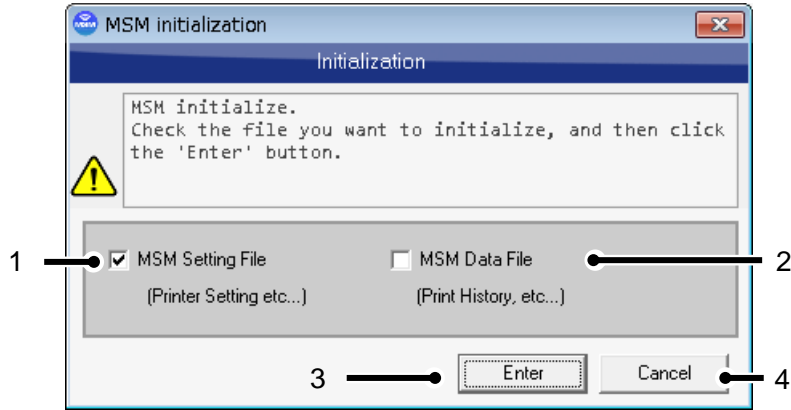 MSM initialization
Initialization
MSM initialize.
Check the file you want to initialize, and then click
the 'Enter' button.
1
MSM Setting File
MSM Data File
2
(Printer Setting etc...)
(Print History, etc...)
3
Enter
Cancel
4